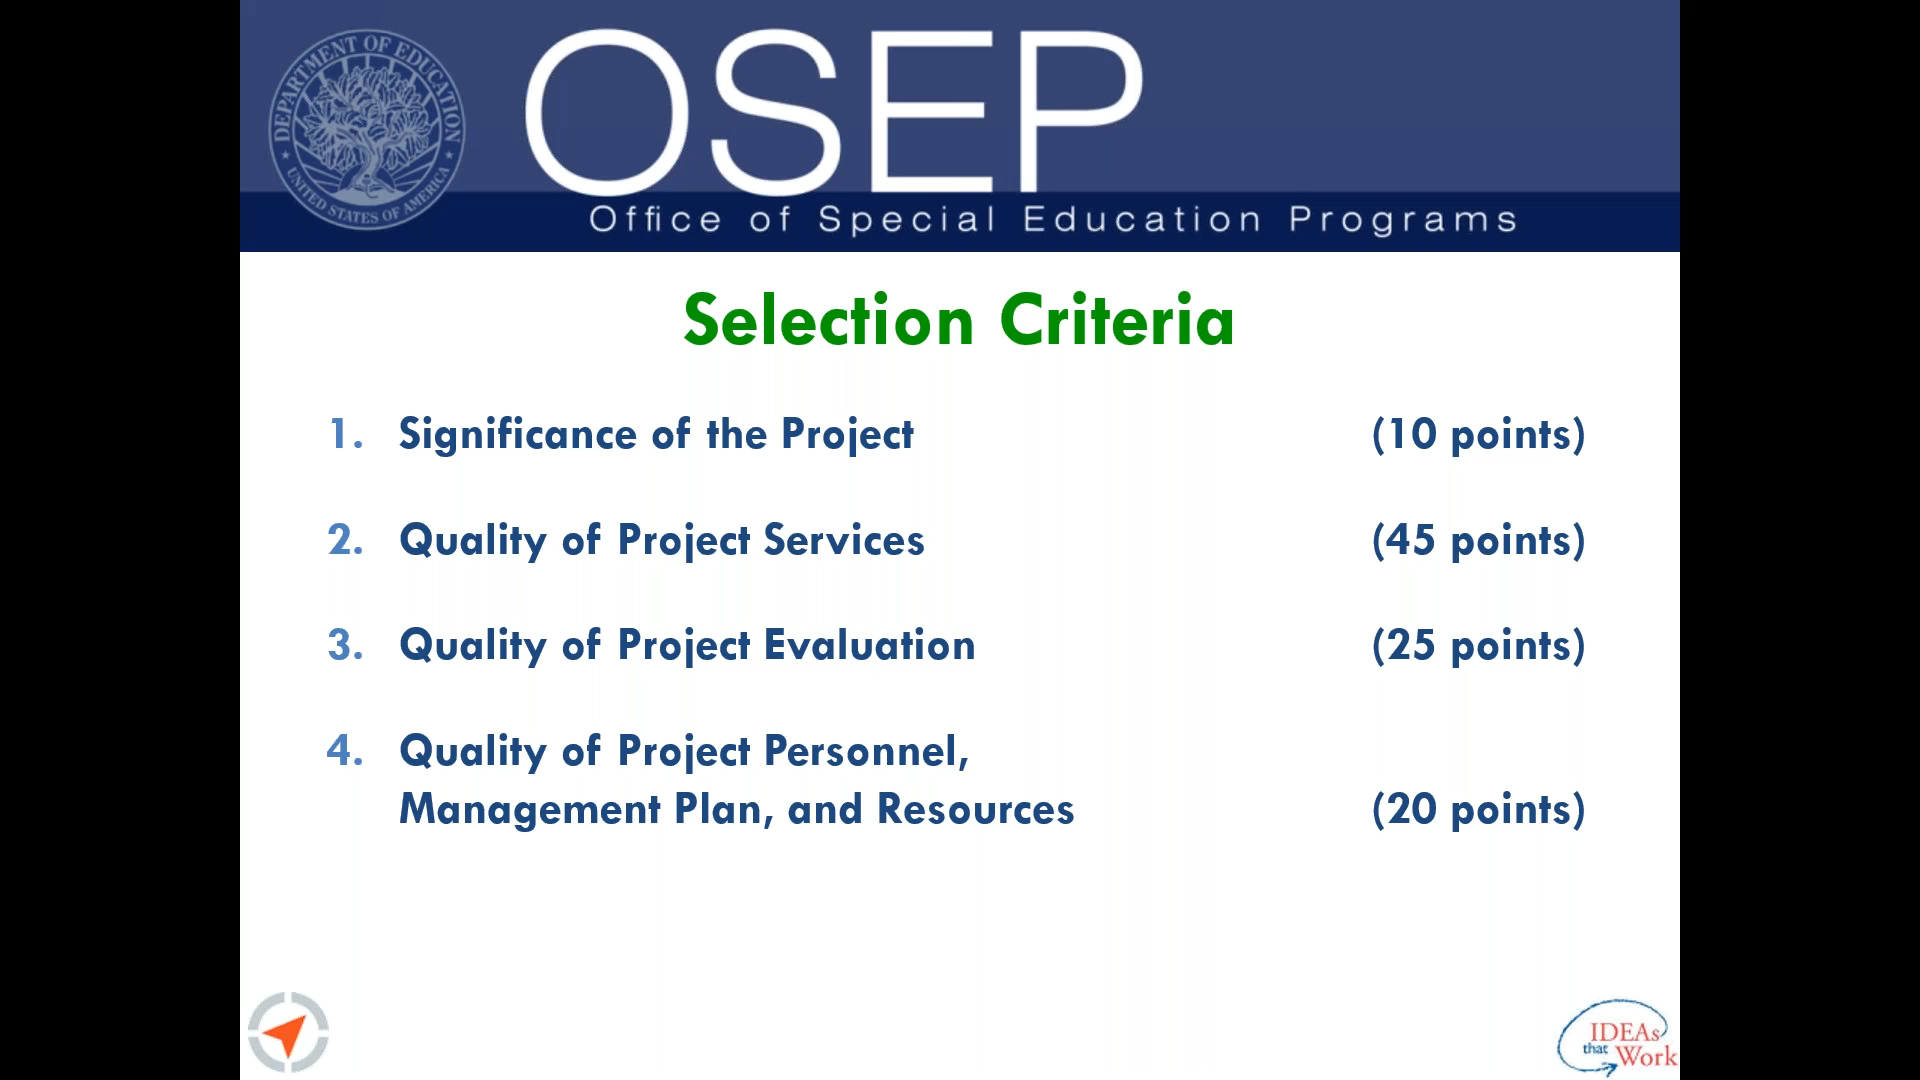 DEPARTMENT OF EDUCATION
UNITED STATES OF AMERICA
OSEP
Office of Special Education Programs
Selection Criteria
1. Significance of the Project (10 points)
2. Quality of Project Services (45 points)
3. Quality of Project Evaluation (25 points)
4. Quality of Project Personnel,
Management Plan, and Resources (20 points)
IDEAs
that Work